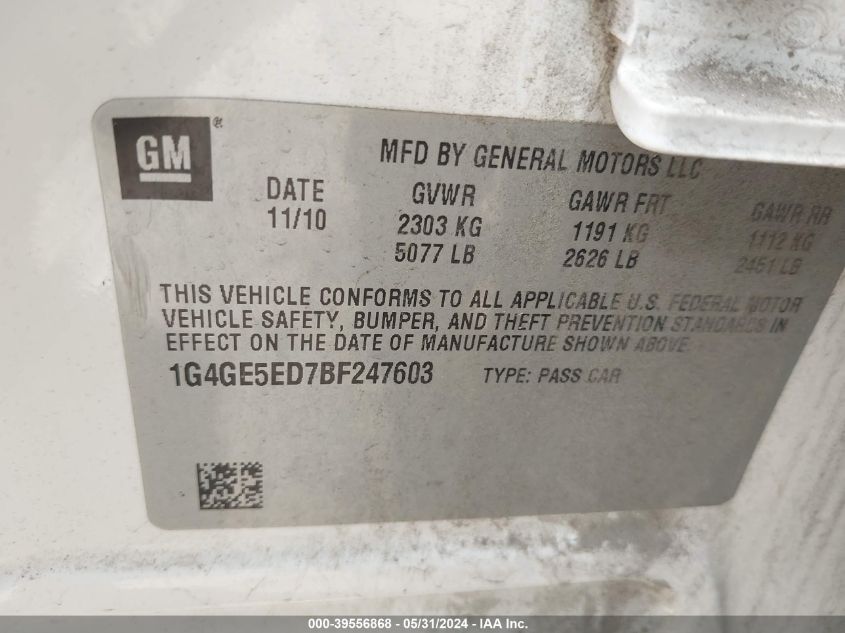 GM®
MFD BY GENERAL MOTORS LLC
DATE GVWR GAWR FRT GAWR RR
11/10 2303 KG 1191 KG 1112 KG
5077 LB 2626 LB 2451 LB
THIS VEHICLE CONFORMS TO ALL APPLICABLE U.S. FEDERAL MOTOR
VEHICLE SAFETY, BUMPER, AND THEFT PREVENTION STANDARDS IN
EFFECT ON THE DATE OF MANUFACTURE SHOWN ABOVE.
1G4GE5ED7BF247603 TYPE: PASS CAR
000-39556868 - 05/31/2024 - IAA Inc.